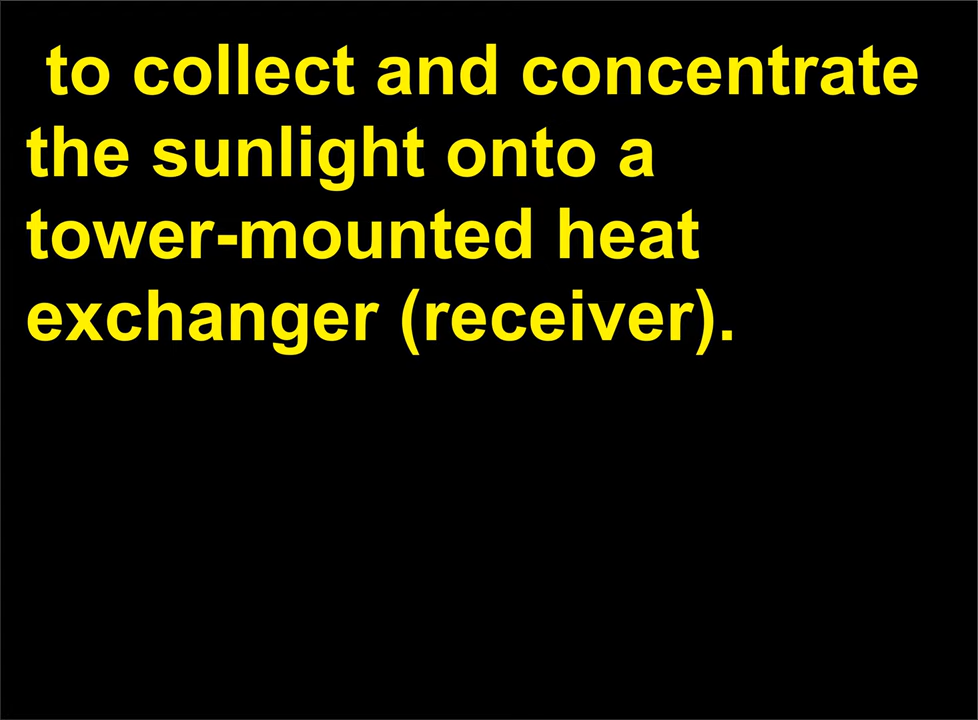 to collect and concentrate
the sunlight onto a
tower-mounted heat
exchanger (receiver).